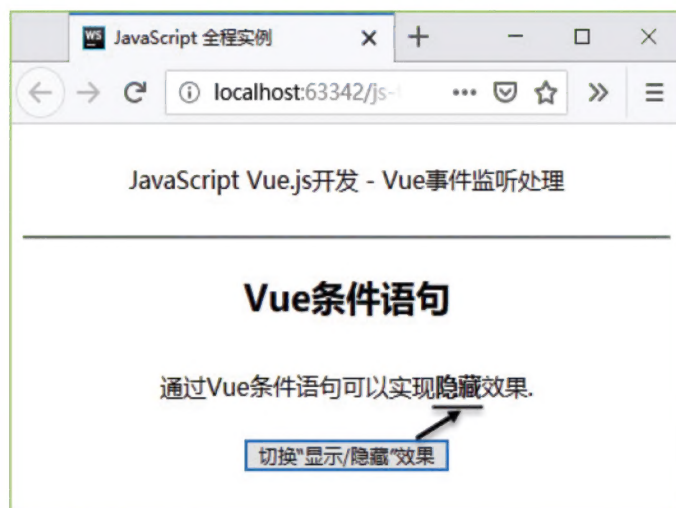 JavaScript 全程实例
localhost:63342/js-
JavaScript Vue.js开发 - Vue事件监听处理
Vue条件语句
通过Vue条件语句可以实现隐藏效果.
切换“显示/隐藏”效果